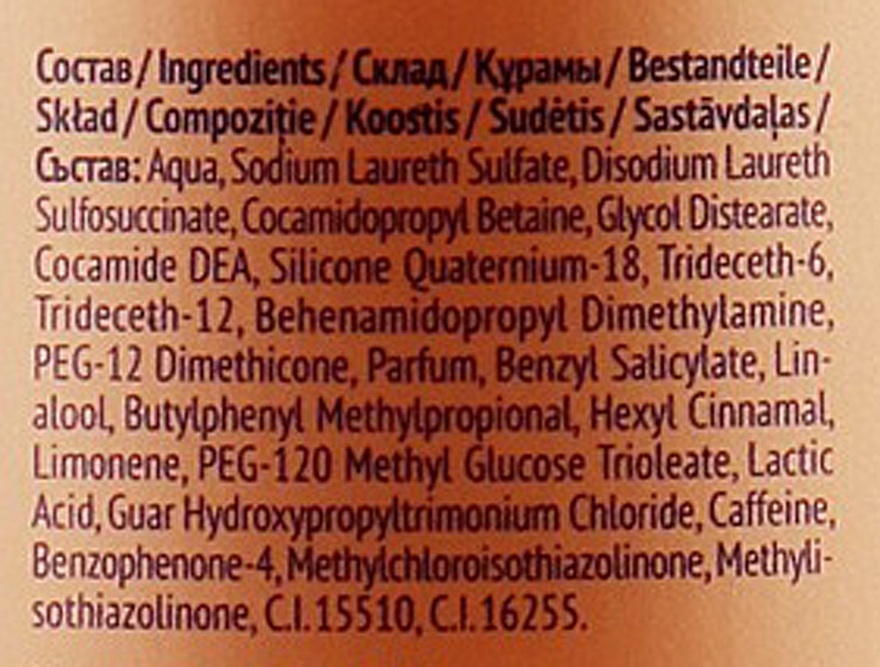 Состав / Ingredients / Склад / Құрамы / Bestandteile /
Skład / Compoziție / Koostis / Sudėtis / Sastāvdaļas /
Състав: Aqua, Sodium Laureth Sulfate, Disodium Laureth
Sulfosuccinate, Cocamidopropyl Betaine, Glycol Distearate,
Cocamide DEA, Silicone Quaternium-18, Trideceth-6,
Trideceth-12, Behenamidopropyl Dimethylamine,
PEG-12 Dimethicone, Parfum, Benzyl Salicylate, Lin-
alool, Butylphenyl Methylpropional, Hexyl Cinnamal,
Limonene, PEG-120 Methyl Glucose Trioleate, Lactic
Acid, Guar Hydroxypropyltrimonium Chloride, Caffeine,
Benzophenone-4, Methylchloroisothiazolinone, Methyli-
sothiazolinone, C.I. 15510, C.I. 16255.